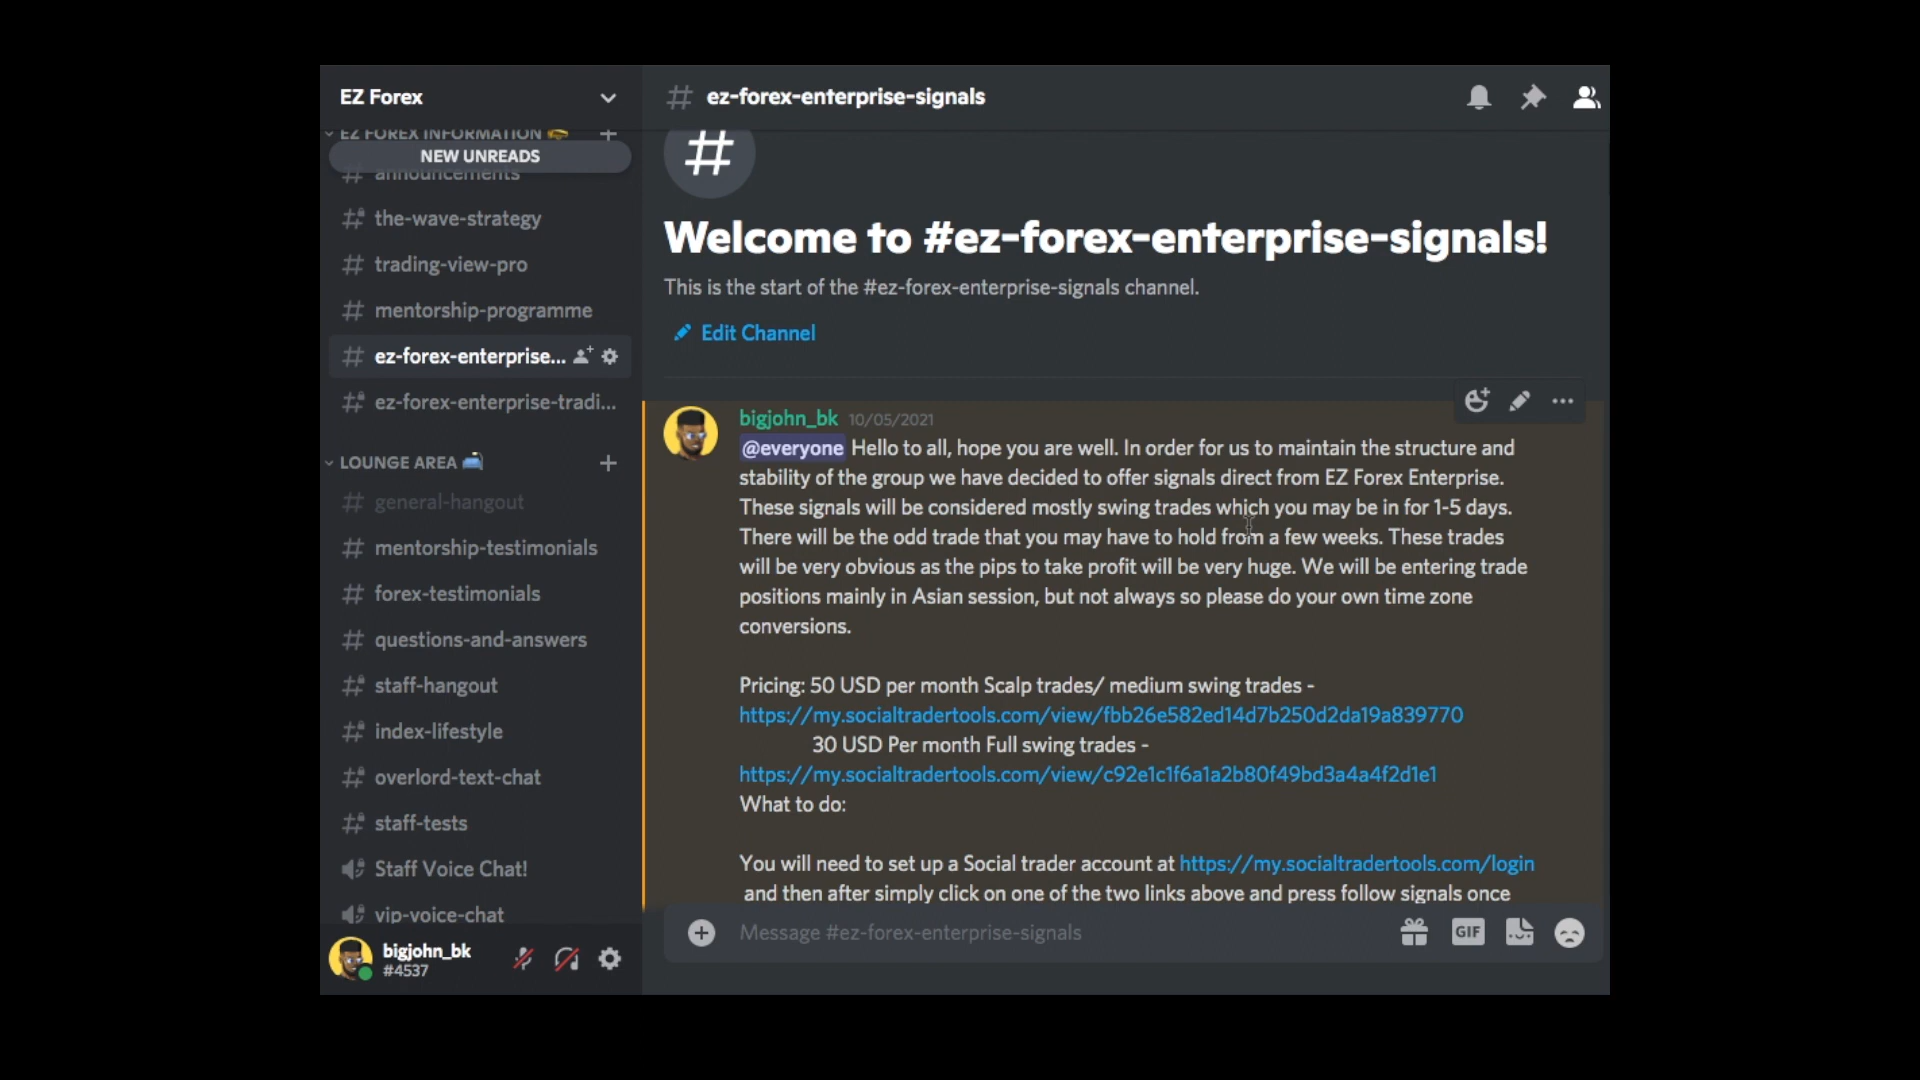 EZ Forex
EZ FOREX INFORMATION
NEW UNREADS
announcements
the-wave-strategy
trading-view-pro
mentorship-programme
ez-forex-enterprise...
ez-forex-enterprise-tradi...
LOUNGE AREA
general-hangout
mentorship-testimonials
forex-testimonials
questions-and-answers
staff-hangout
index-lifestyle
overlord-text-chat
staff-tests
Staff Voice Chat!
vip-voice-chat
bigjohn_bk
#4537
# ez-forex-enterprise-signals
#
Welcome to #ez-forex-enterprise-signals!
This is the start of the #ez-forex-enterprise-signals channel.
Edit Channel
bigjohn_bk 10/05/2021
@everyone Hello to all, hope you are well. In order for us to maintain the structure and
stability of the group we have decided to offer signals direct from EZ Forex Enterprise.
These signals will be considered mostly swing trades which you may be in for 1-5 days.
There will be the odd trade that you may have to hold from a few weeks. These trades
will be very obvious as the pips to take profit will be very huge. We will be entering trade
positions mainly in Asian session, but not always so please do your own time zone
conversions.
Pricing: 50 USD per month Scalp trades/ medium swing trades -
https://my.socialtradertools.com/view/fbb26e582ed14d7b250d2da19a839770
30 USD Per month Full swing trades -
https://my.socialtradertools.com/view/c92e1c1f6a1a2b80f49bd3a4a4f2d1e1
What to do:
You will need to set up a Social trader account at https://my.socialtradertools.com/login
and then after simply click on one of the two links above and press follow signals once
Message #ez-forex-enterprise-signals
GIF